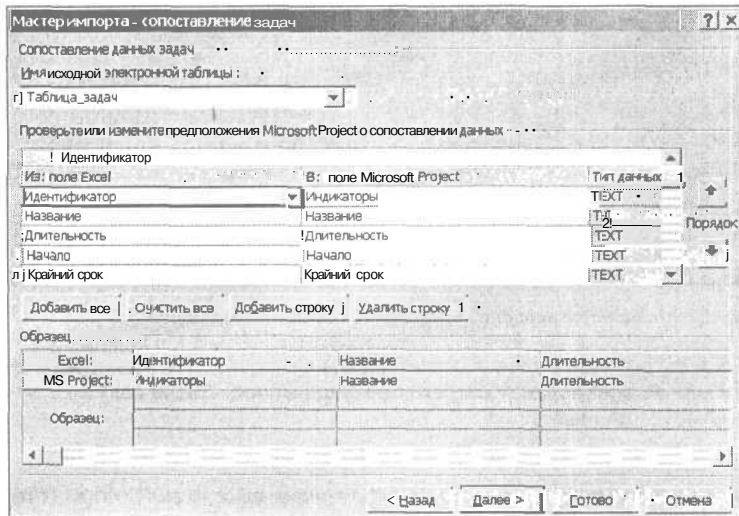 Мастер импорта - сопоставление задач
Сопоставление данных задач
Имя исходной электронной таблицы :
Таблица_задач
Проверьте или измените предположения Microsoft Project о сопоставлении данных
! Идентификатор
Из: поле Excel В: поле Microsoft Project Тип данных
Идентификатор Индикаторы TEXT
Название Название
Порядок
Длительность Длительность TEXT
Начало Начало TEXT
Крайний срок Крайний срок TEXT
Добавить все Очистить все Добавить строку Удалить строку
Образец
Excel: Идентификатор Название Длительность
MS Project: Индикаторы Название Длительность
Образец:
< Назад Далее > Готово Отмена